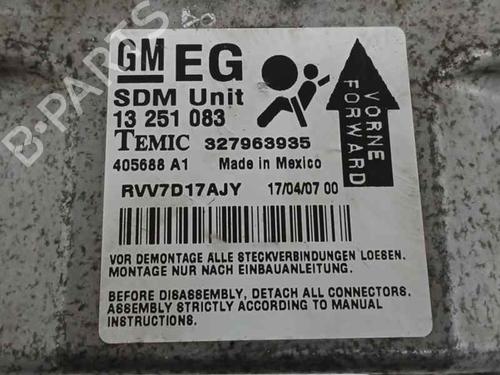 GM EG
SDM Unit
13 251 083
TEMIC 327963935
405688 A1 Made in Mexico
VORNE
FORWARD
RVV7D17AJY 17/04/07 00
VOR DEMONTAGE ALLE STECKVERBINDUNGEN LOESEN.
MONTAGE NUR NACH EINBAUANLEITUNG.
BEFORE DISASSEMBLY, DETACH ALL CONNECTORS.
ASSEMBLY STRICTLY ACCORDING TO MANUAL
INSTRUCTIONS.
B-PARTS